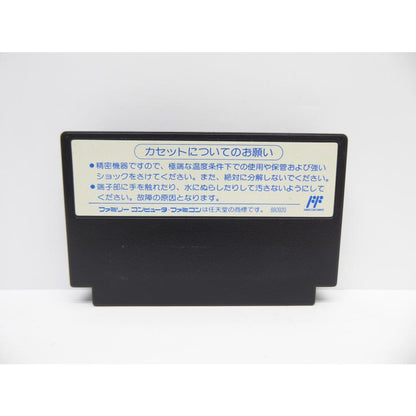 カセットについてのお願い
●精密機器ですので、極端な温度条件下での使用や保管および強い
ショックをさけてください。また、絶対に分解しないでください。
●端子部に手を触れたり、水にぬらしたりして汚さないようにして
ください。故障の原因となります。
ファミリーコンピュータ・ファミコンは任天堂の商標です。